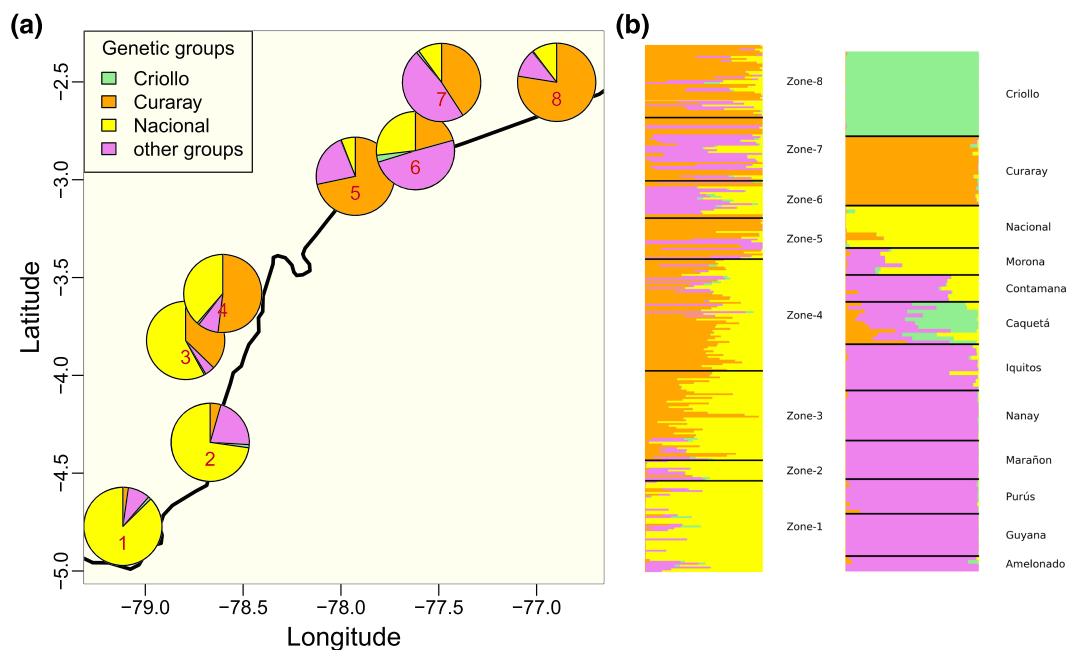 (a)
Genetic groups
Criollo
Curaray
Nacional
other groups
7
8
6
5
4
3
2
1
−2.5
−3.0
−3.5
−4.0
−4.5
−5.0
Latitude
−79.0
−78.5
−78.0
−77.5
−77.0
Longitude
(b)
Zone-8
Zone-7
Zone-6
Zone-5
Zone-4
Zone-3
Zone-2
Zone-1
Criollo
Curaray
Nacional
Morona
Contamana
Caquetá
Iquitos
Nanay
Marañon
Purús
Guyana
Amelonado